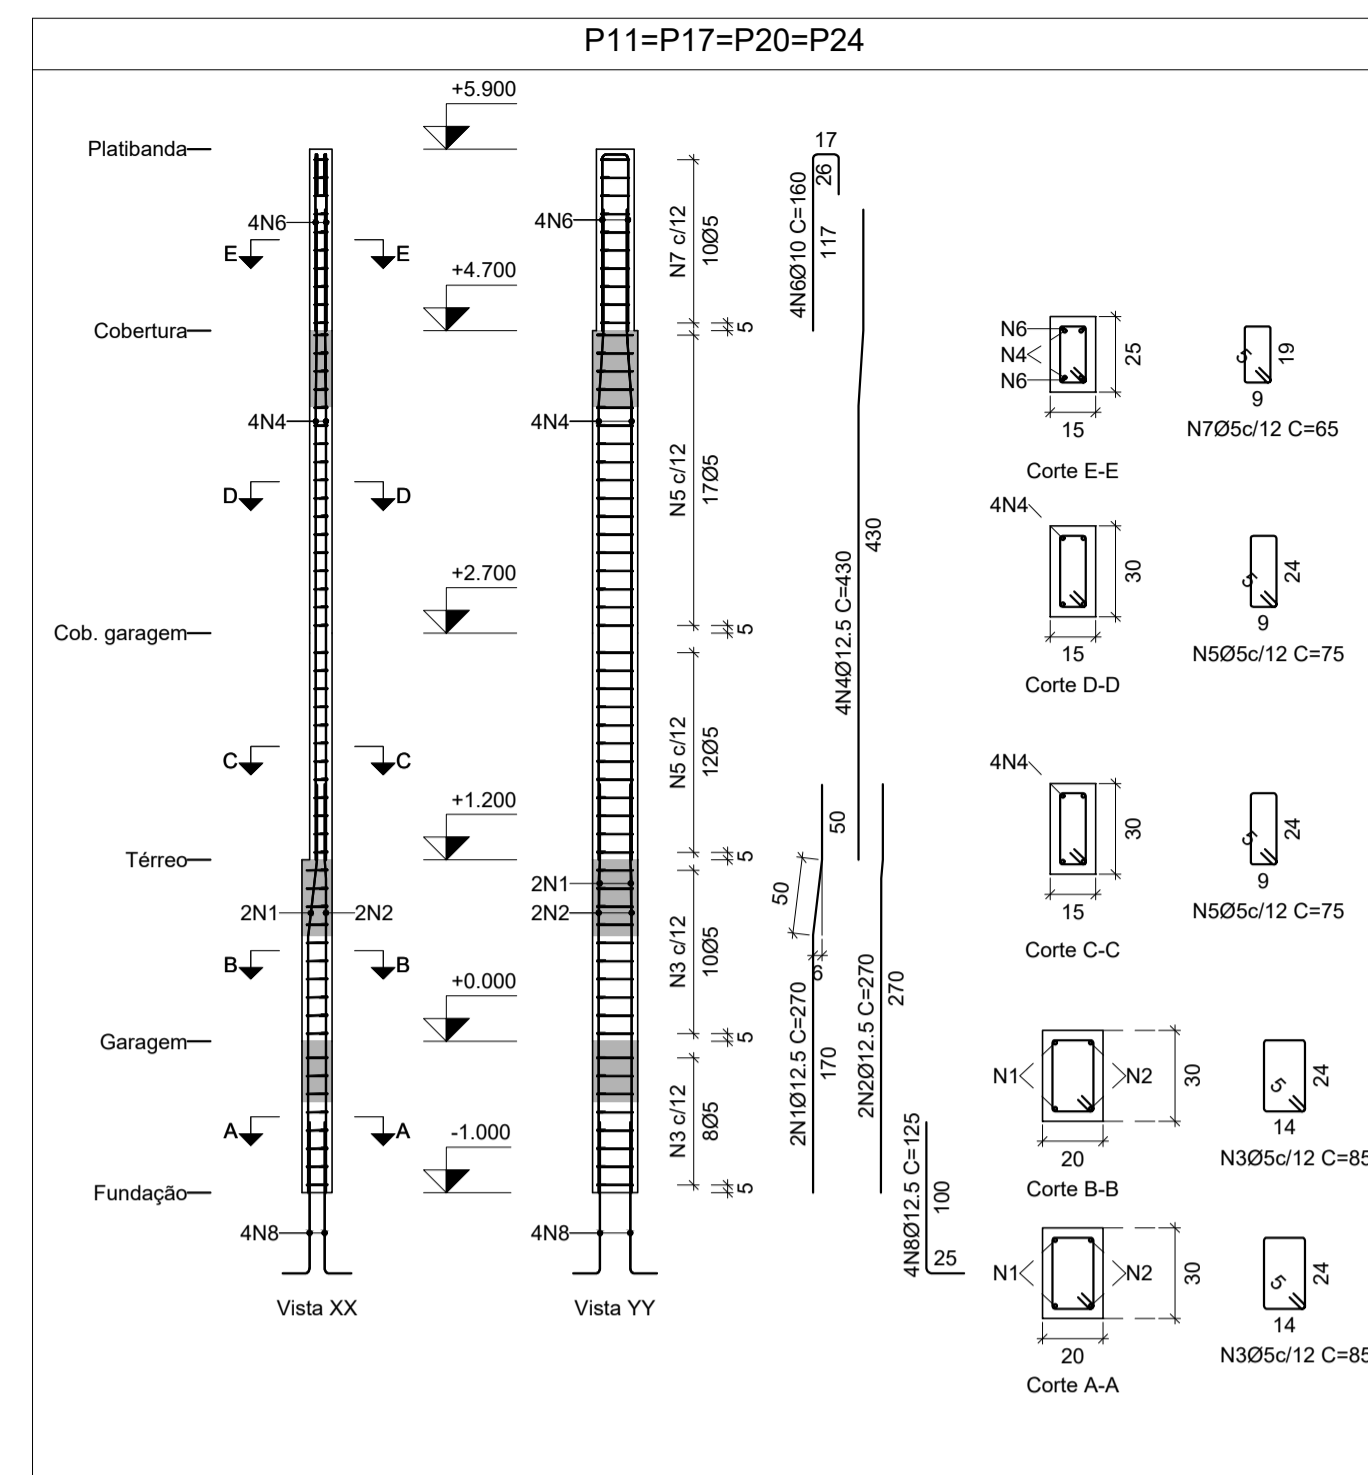 P11=P17=P20=P24
+5.900
Platibanda
17
26
4N6Ø10 C=160
117
4N6
4N6
N7 c/12
10Ø5
E
E
+4.700
Cobertura
5
N6
N4
N6
25
15
Corte E-E
5
19
9
N7Ø5c/12 C=65
4N4
4N4
N5 c/12
17Ø5
D
D
430
4N4Ø12.5 C=430
4N4
30
15
Corte D-D
5
24
9
N5Ø5c/12 C=75
+2.700
Cob. garagem
5
N5 c/12
12Ø5
C
C
4N4
30
15
Corte C-C
5
24
9
N5Ø5c/12 C=75
+1.200
Térreo
5
50
50
6
2N1
2N2
2N1
2N2
N3 c/12
10Ø5
B
B
2N1Ø12.5 C=270
170
2N2Ø12.5 C=270
270
+0.000
Garagem
5
N1
N2
30
20
Corte B-B
5
24
14
N3Ø5c/12 C=85
N3 c/12
8Ø5
A
A
-1.000
Fundação
5
4N8Ø12.5 C=125
100
25
4N8
4N8
Vista XX
Vista YY
N1
N2
30
20
Corte A-A
5
24
14
N3Ø5c/12 C=85